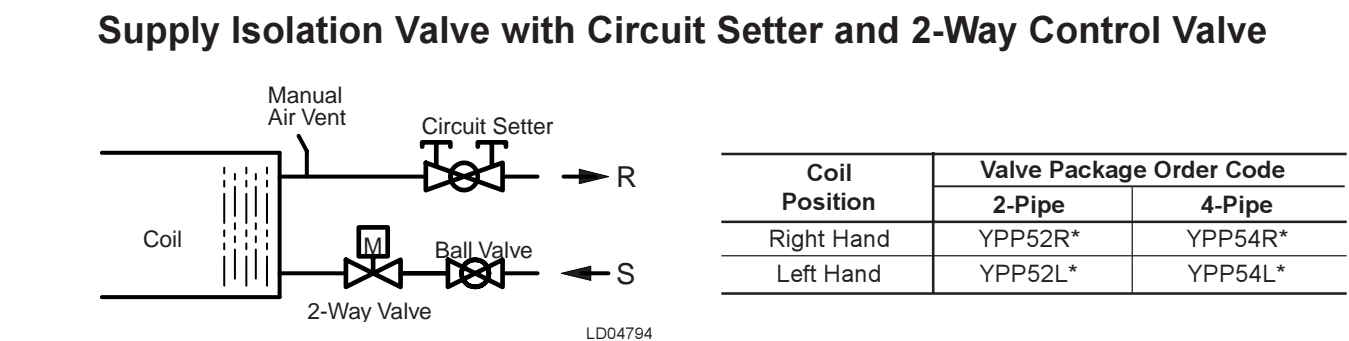 Supply Isolation Valve with Circuit Setter and 2-Way Control Valve
Manual
Air Vent
Circuit Setter
R
Coil
M
Ball Valve
S
2-Way Valve
LD04794
Coil Position Valve Package Order Code
2-Pipe 4-Pipe
Right Hand YPP52R* YPP54R*
Left Hand YPP52L* YPP54L*